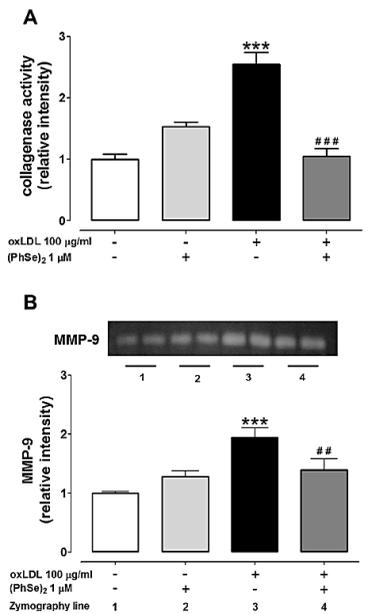 A
collagenase activity
(relative intensity)
3
2
1
0
***
###
oxLDL 100 μg/ml - - + +
(PhSe)2 1 μM - + - +
B
MMP-9
1 2 3 4
MMP-9
(relative intensity)
3
2
1
0
***
##
oxLDL 100 μg/ml - - + +
(PhSe)2 1 μM - + - +
Zymography line 1 2 3 4